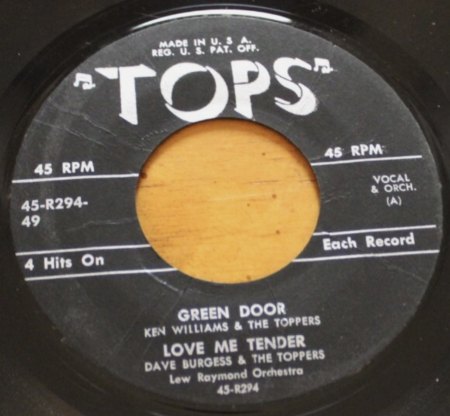 MADE IN U. S. A.
REG. U. S. PAT. OFF.
"TOPS"
45 RPM
45 RPM
45-R294-
49
VOCAL
& ORCH.
(A)
4 Hits On
Each Record
GREEN DOOR
KEN WILLIAMS & THE TOPPERS
LOVE ME TENDER
DAVE BURGESS & THE TOPPERS
Lew Raymond Orchestra
45-R294